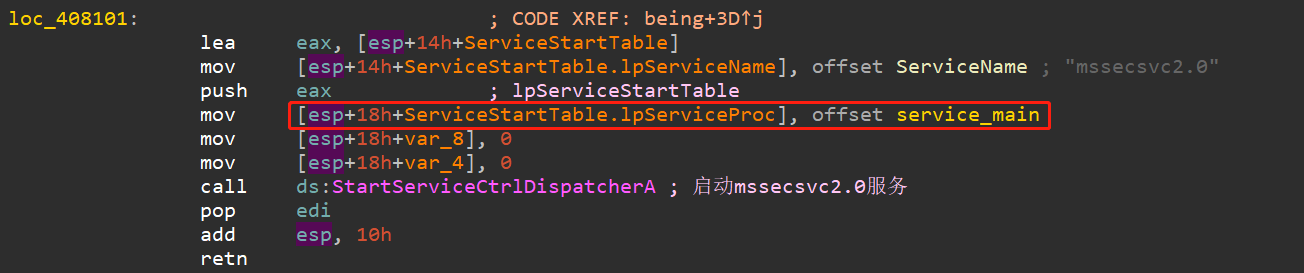 loc_408101: ; CODE XREF: being+3D↑j
lea eax, [esp+14h+ServiceStartTable]
mov [esp+14h+ServiceStartTable.lpServiceName], offset ServiceName ; "mssecsvc2.0"
push eax ; lpServiceStartTable
mov [esp+18h+ServiceStartTable.lpServiceProc], offset service_main
mov [esp+18h+var_8], 0
mov [esp+18h+var_4], 0
call ds:StartServiceCtrlDispatcherA ; 启动mssecsvc2.0服务
pop edi
add esp, 10h
retn